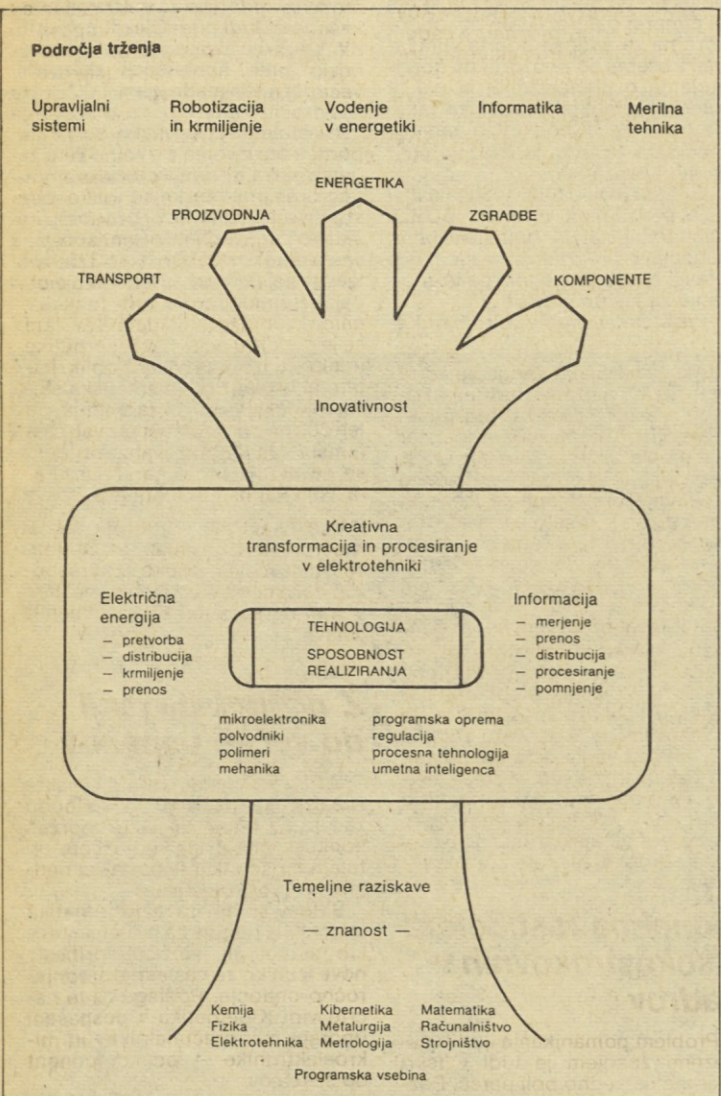 Področja trženja
Upravljalni sistemi
Robotizacija in krmiljenje
Vodenje v energetiki
Informatika
Merilna tehnika
ENERGETIKA
PROIZVODNJA
ZGRADBE
TRANSPORT
KOMPONENTE
Inovativnost
Kreativna
transformacija in procesiranje
v elektrotehniki
Električna
energija
— pretvorba
— distribucija
— krmiljenje
— prenos
TEHNOLOGIJA
SPOSOBNOST
REALIZIRANJA
Informacija
— merjenje
— prenos
— distribucija
— procesiranje
— pomnjenje
mikroelektronika
polvodniki
polimeri
mehanika
programska oprema
regulacija
procesna tehnologija
umetna inteligenca
Temeljne raziskave
— znanost —
Kemija
Fizika
Elektrotehnika
Kibernetika
Metalurgija
Metrologija
Matematika
Računalništvo
Strojništvo
Programska vsebina